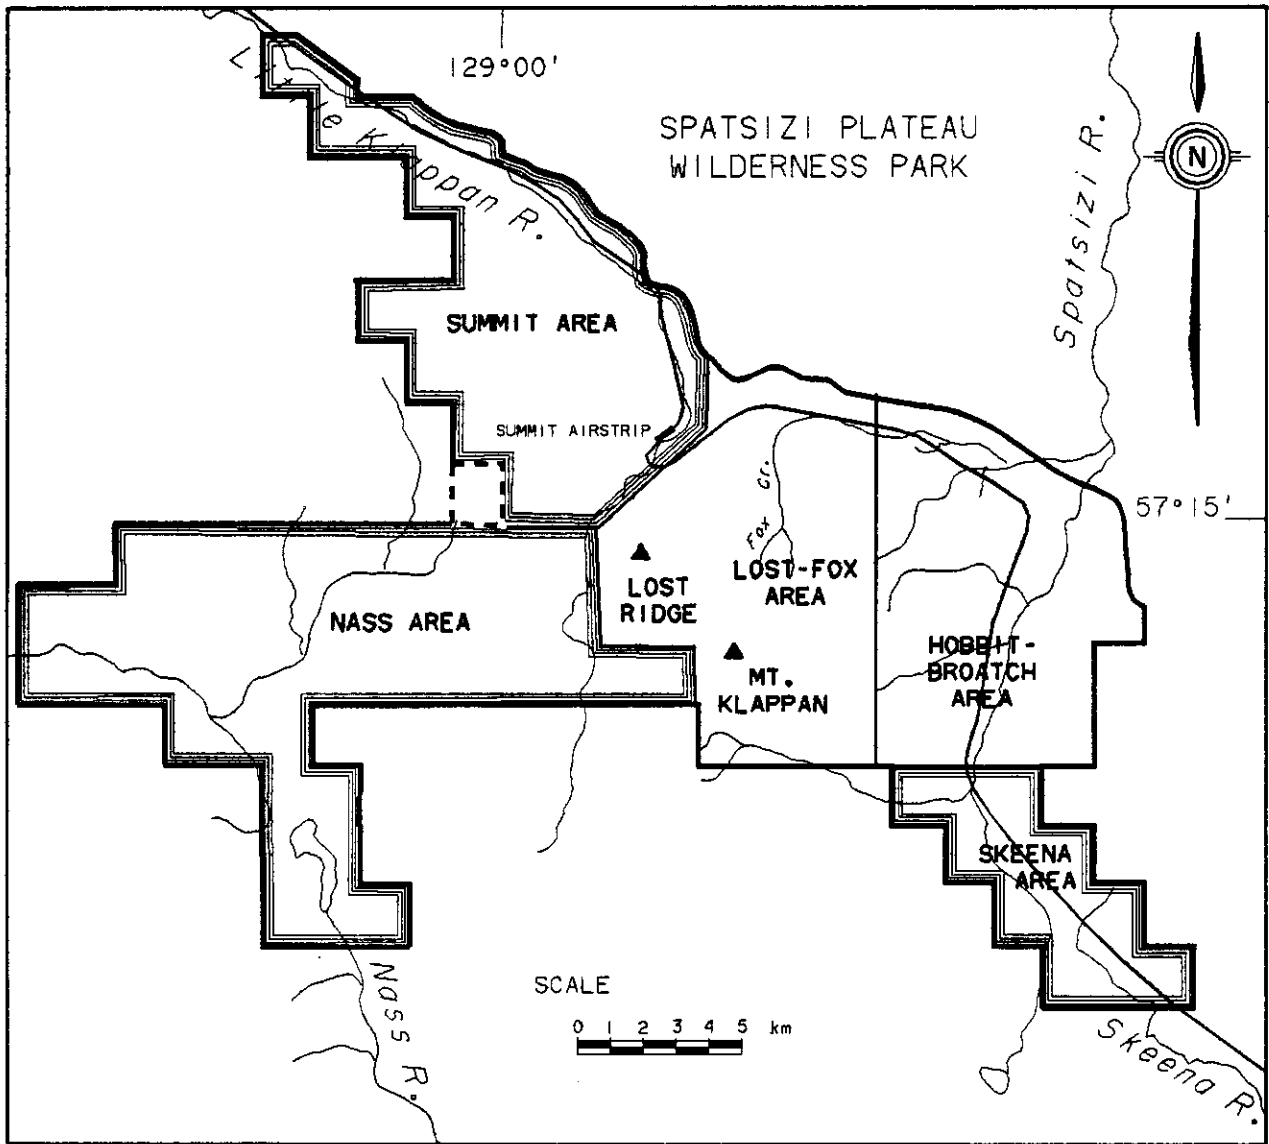 129°00'
Little Klappan R.
SPATSIZI PLATEAU
WILDERNESS PARK
Spatsizi R.
N
SUMMIT AREA
SUMMIT AIRSTRIP
57°15'
Fox Cr.
LOST
RIDGE
LOST-FOX
AREA
NASS AREA
HOBBIT-
BROATCH
AREA
MT.
KLAPPAN
SKEENA
AREA
SCALE
0 1 2 3 4 5 km
Nass R.
Skeena R.